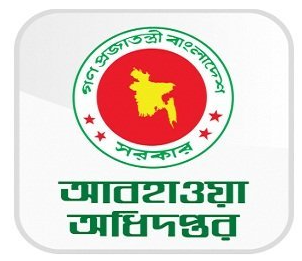 গণপ্রজাতন্ত্রী বাংলাদেশ
সরকার
আবহাওয়া
অধিদপ্তর